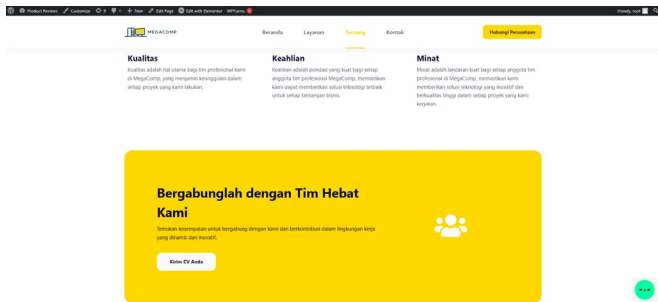 Product Reviews Customize 9 1 + New Edit Page Edit with Elementor WPForms Howdy, root
MEGACOMP
Beranda Layanan Tentang Kontak
Hubungi Perusahaan
Kualitas
Kualitas adalah hal utama bagi tim profesional kami
di MegaComp, yang menjamin keunggulan dalam
setiap proyek yang kami lakukan.
Keahlian
Keahlian adalah pondasi yang kuat bagi setiap
anggota tim profesional MegaComp, memastikan
kami dapat memberikan solusi teknologi terbaik
untuk setiap tantangan bisnis.
Minat
Minat adalah landasan kuat bagi setiap anggota tim
profesional di MegaComp, memastikan kami
memberikan solusi teknologi yang inovatif dan
berkualitas tinggi dalam setiap proyek yang kami
kerjakan.
Bergabunglah dengan Tim Hebat
Kami
Temukan kesempatan untuk bergabung dengan kami dan berkontribusi dalam lingkungan kerja
yang dinamis dan inovatif.
Kirim CV Anda